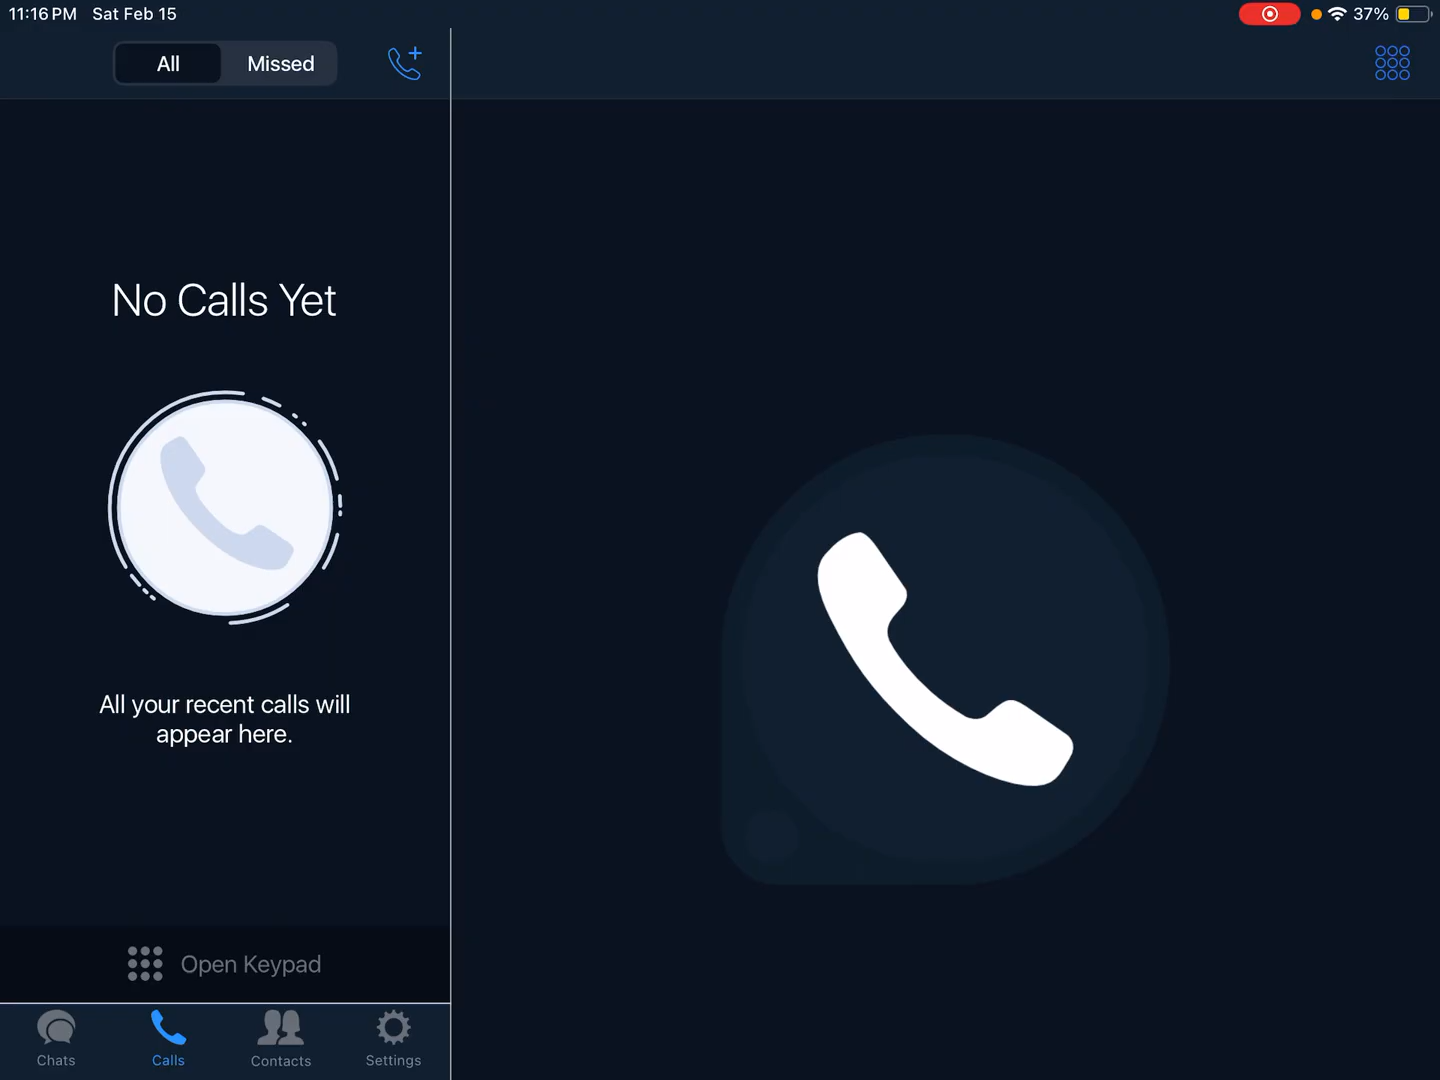 11:16 PM Sat Feb 15
37%
All Missed
No Calls Yet
All your recent calls will
appear here.
Open Keypad
Chats Calls Contacts Settings